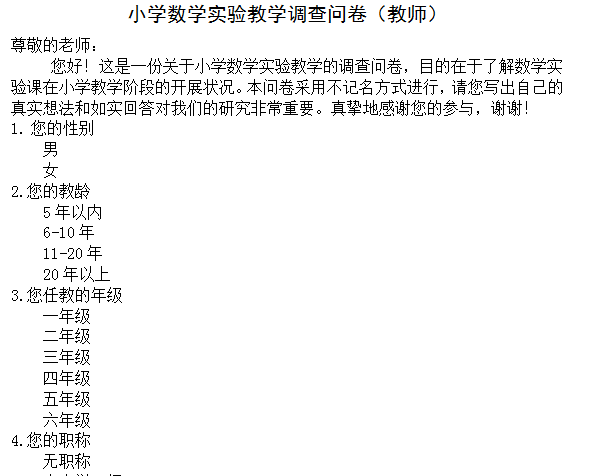 小学数学实验教学调查问卷（教师）
尊敬的老师：
您好！这是一份关于小学数学实验教学的调查问卷，目的在于了解数学实
验课在小学教学阶段的开展状况。本问卷采用不记名方式进行，请您写出自己的
真实想法和如实回答对我们的研究非常重要。真挚地感谢您的参与，谢谢！
1. 您的性别
男
女
2.您的教龄
5 年以内
6-10 年
11-20 年
20 年以上
3.您任教的年级
一年级
二年级
三年级
四年级
五年级
六年级
4.您的职称
无职称